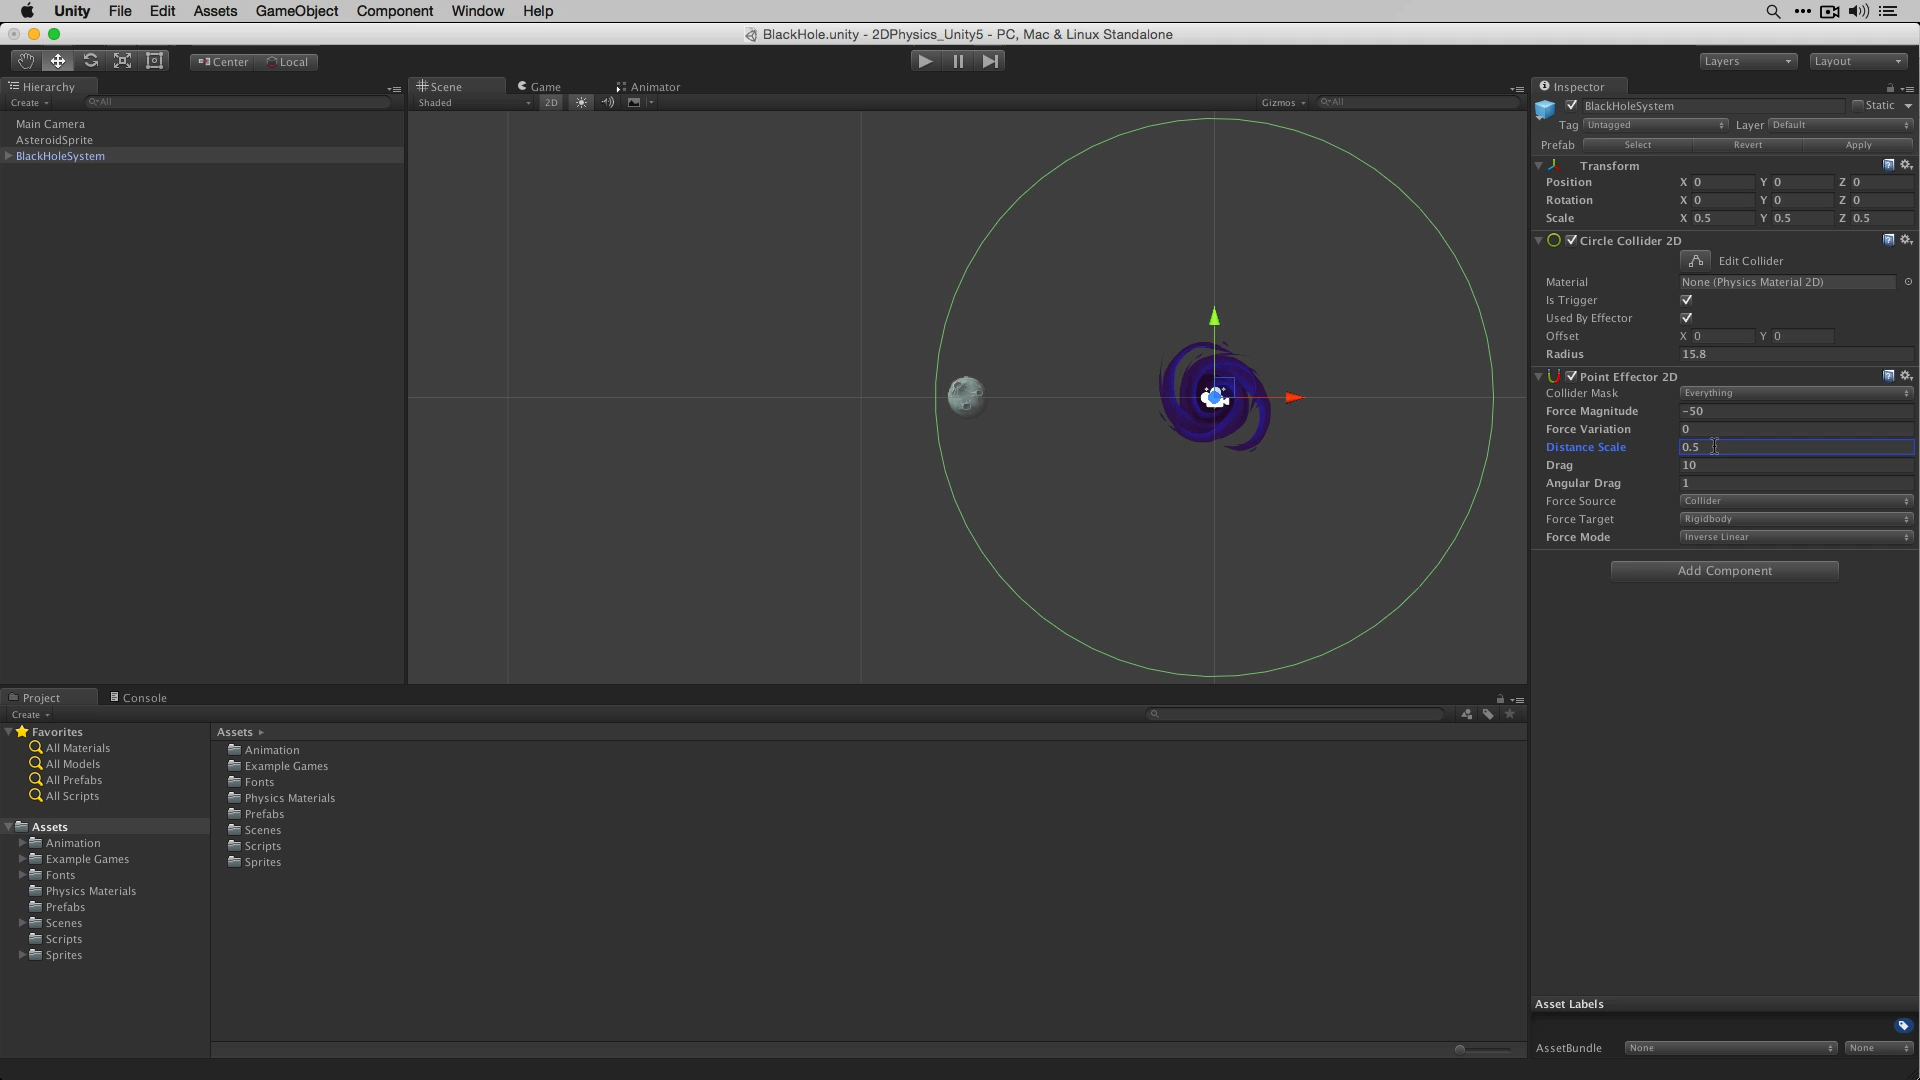 Unity File Edit Assets GameObject Component Window Help
BlackHole.unity - 2DPhysics_Unity5 - PC, Mac & Linux Standalone
Center Local
Layers Layout
Hierarchy
Create All
Main Camera
AsteroidSprite
BlackHoleSystem
Scene Game Animator
Shaded 2D Gizmos All
Inspector
BlackHoleSystem Static
Tag Untagged Layer Default
Prefab Select Revert Apply
Transform
Position X 0 Y 0 Z 0
Rotation X 0 Y 0 Z 0
Scale X 0.5 Y 0.5 Z 0.5
Circle Collider 2D
Edit Collider
Material None (Physics Material 2D)
Is Trigger
Used By Effector
Offset X 0 Y 0
Radius 15.8
Point Effector 2D
Collider Mask Everything
Force Magnitude -50
Force Variation 0
Distance Scale 0.5
Drag 10
Angular Drag 1
Force Source Collider
Force Target Rigidbody
Force Mode Inverse Linear
Add Component
Project Console
Create
Favorites
All Materials
All Models
All Prefabs
All Scripts
Assets
Animation
Example Games
Fonts
Physics Materials
Prefabs
Scenes
Scripts
Sprites
Assets
Animation
Example Games
Fonts
Physics Materials
Prefabs
Scenes
Scripts
Sprites
Asset Labels
AssetBundle None None